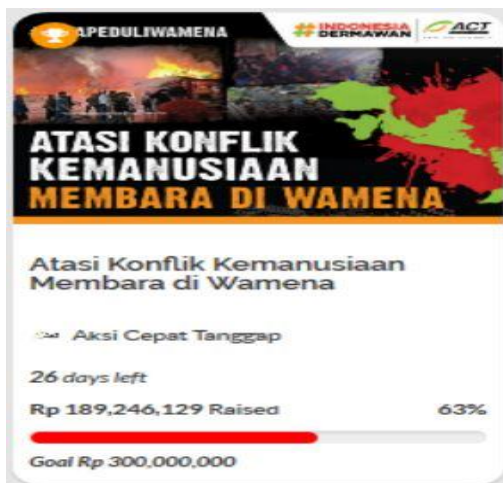 APEDULIWAMENA
#INDONESIA
DERMAWAN
ACT
ATASI KONFLIK
KEMANUSIAAN
MEMBARA DI WAMENA
Atasi Konflik Kemanusiaan
Membara di Wamena
Aksi Cepat Tanggap
26 days left
Rp 189,246,129 Raised 63%
Goal Rp 300,000,000